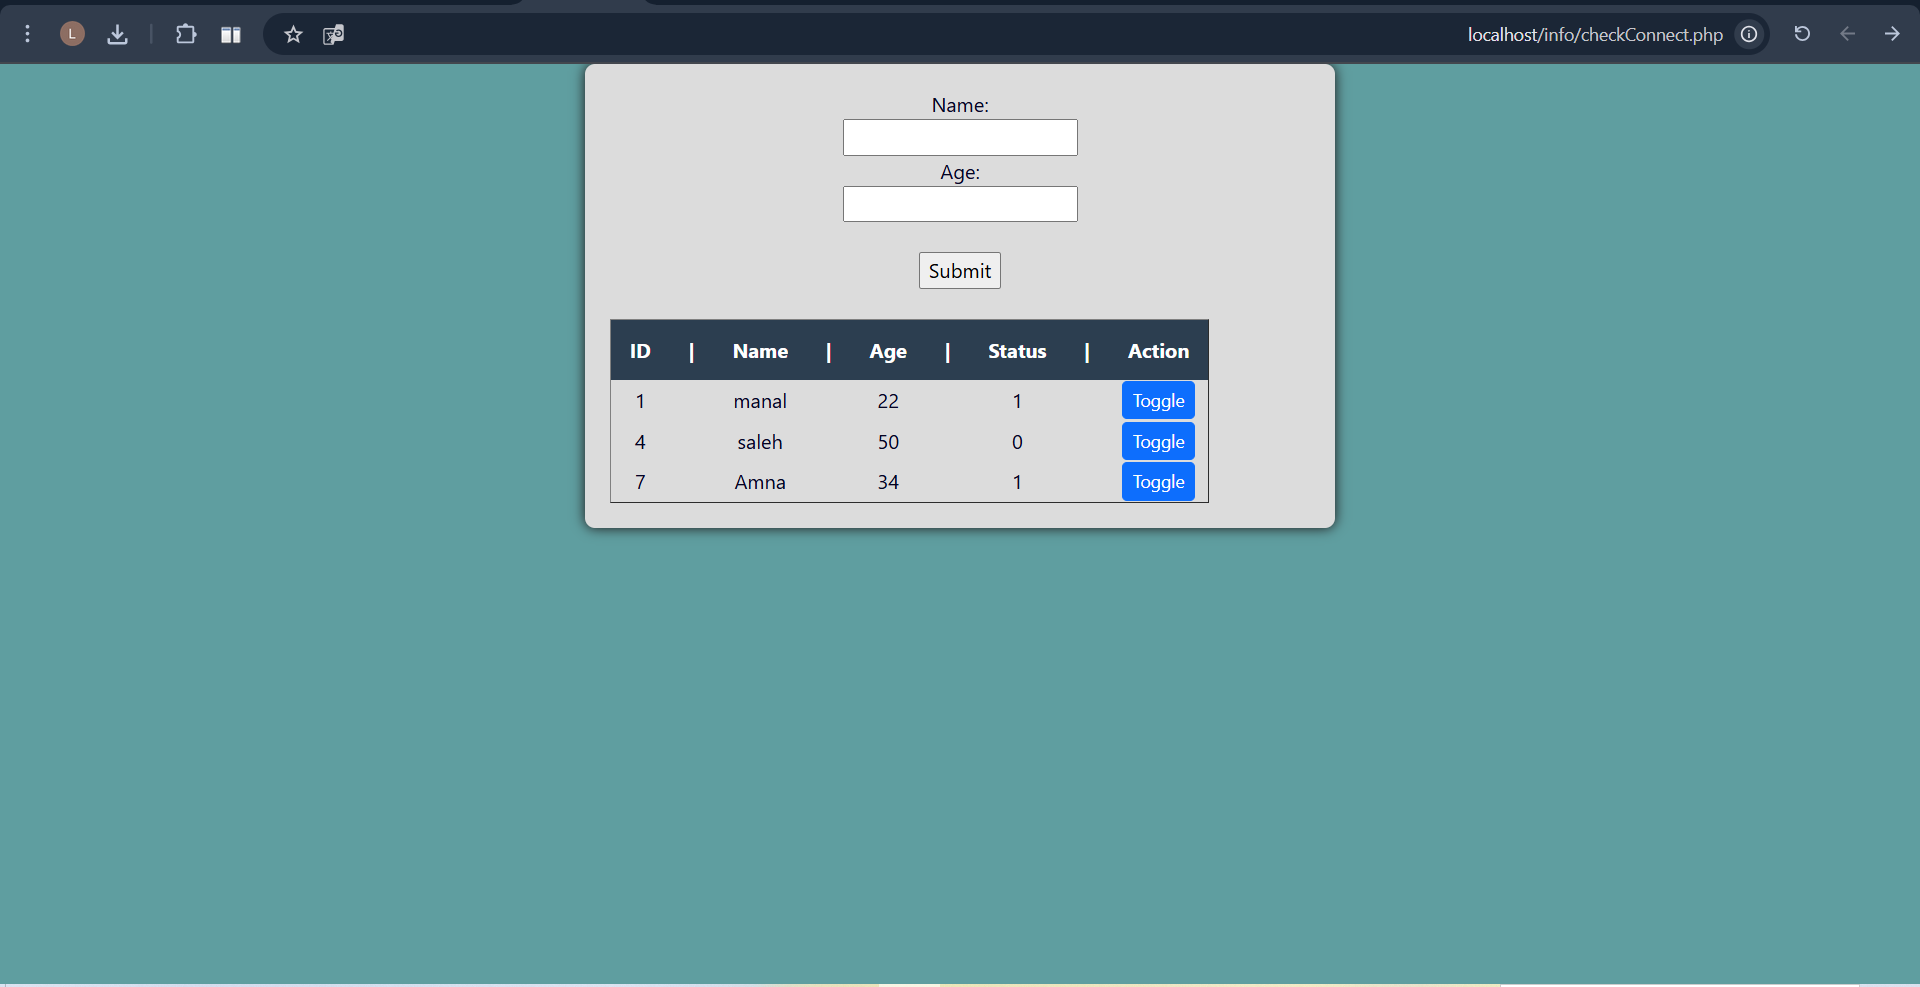 L
localhost/info/checkConnect.php
Name:
Age:
Submit
ID | Name | Age | Status | Action
1 manal 22 1 Toggle
4 saleh 50 0 Toggle
7 Amna 34 1 Toggle